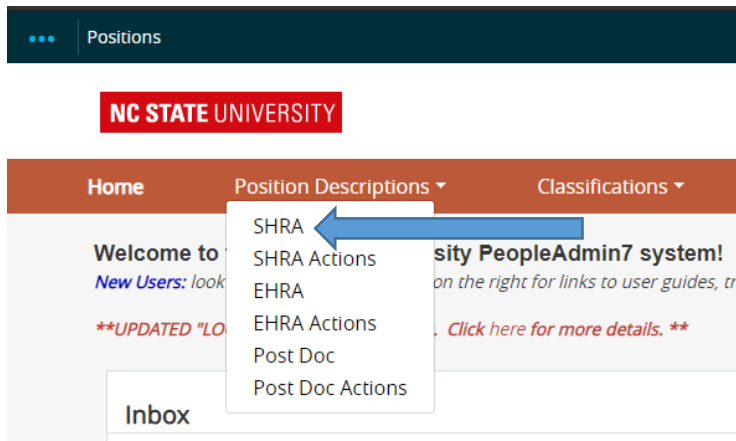 Positions
NC STATE UNIVERSITY
Home Position Descriptions Classifications
SHRA
Welcome to sity PeopleAdmin7 system!
SHRA Actions
New Users: look on the right for links to user guides, tr
EHRA
**UPDATED "LO . Click here for more details. **
EHRA Actions
Post Doc
Post Doc Actions
Inbox